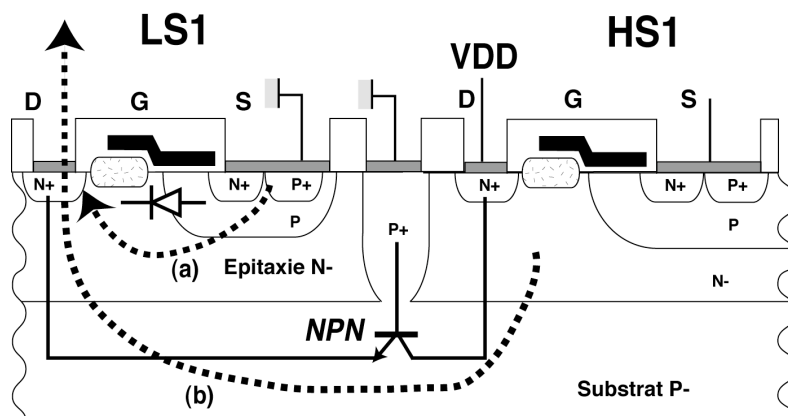 LS1 HS1
VDD
D G S D G S
N+ N+ P+ N+ N+ P+
P P+ P
(a) Epitaxie N- N-
NPN
(b) Substrat P-